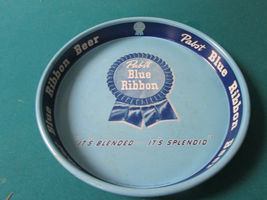 Blue Ribbon Beer
Pabst Blue Ribbon
Pabst
Blue
Ribbon
"IT'S BLENDED IT'S SPLENDID"